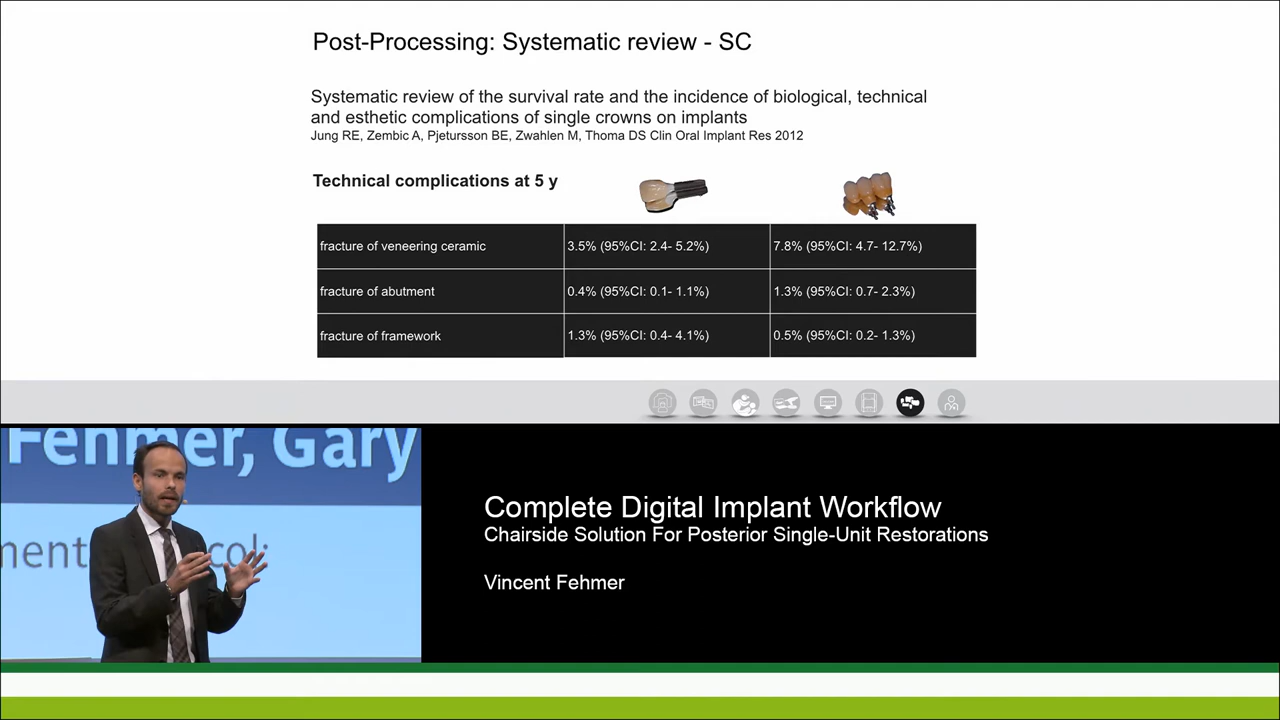 Post-Processing: Systematic review - SC
Systematic review of the survival rate and the incidence of biological, technical
and esthetic complications of single crowns on implants
Jung RE, Zembic A, Pjetursson BE, Zwahlen M, Thoma DS Clin Oral Implant Res 2012
Technical complications at 5 y
fracture of veneering ceramic 3.5% (95%CI: 2.4- 5.2%) 7.8% (95%CI: 4.7- 12.7%)
fracture of abutment 0.4% (95%CI: 0.1- 1.1%) 1.3% (95%CI: 0.7- 2.3%)
fracture of framework 1.3% (95%CI: 0.4- 4.1%) 0.5% (95%CI: 0.2- 1.3%)
Fehmer, Gary
Complete Digital Implant Workflow
Chairside Solution For Posterior Single-Unit Restorations
Vincent Fehmer